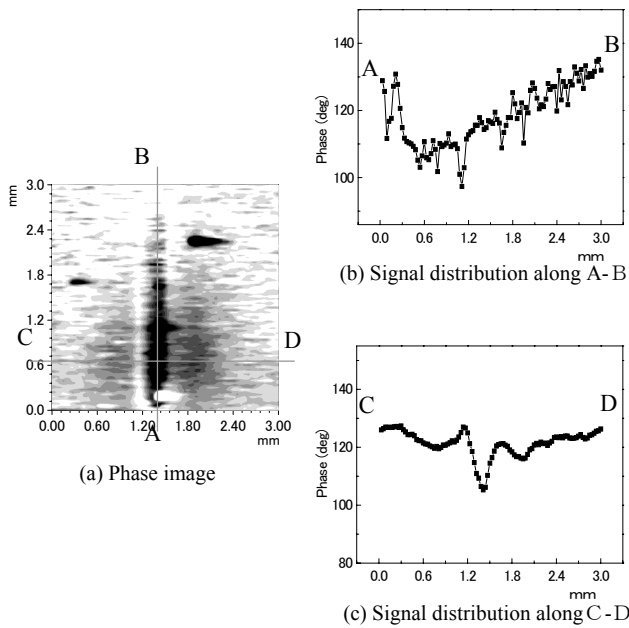 B
mm
3.0
2.4
1.8
1.2
0.6
0.0
C
D
0.0 0.60 1.20 1.80 2.40 3.00
A
mm
(a) Phase image
140
120
100
Phase (deg)
A
B
0.0 0.6 1.2 1.8 2.4 3.0
mm
(b) Signal distribution along A-B
140
120
100
80
Phase (deg)
C
D
0.0 0.6 1.2 1.8 2.4 3.0
mm
(c) Signal distribution along C-D